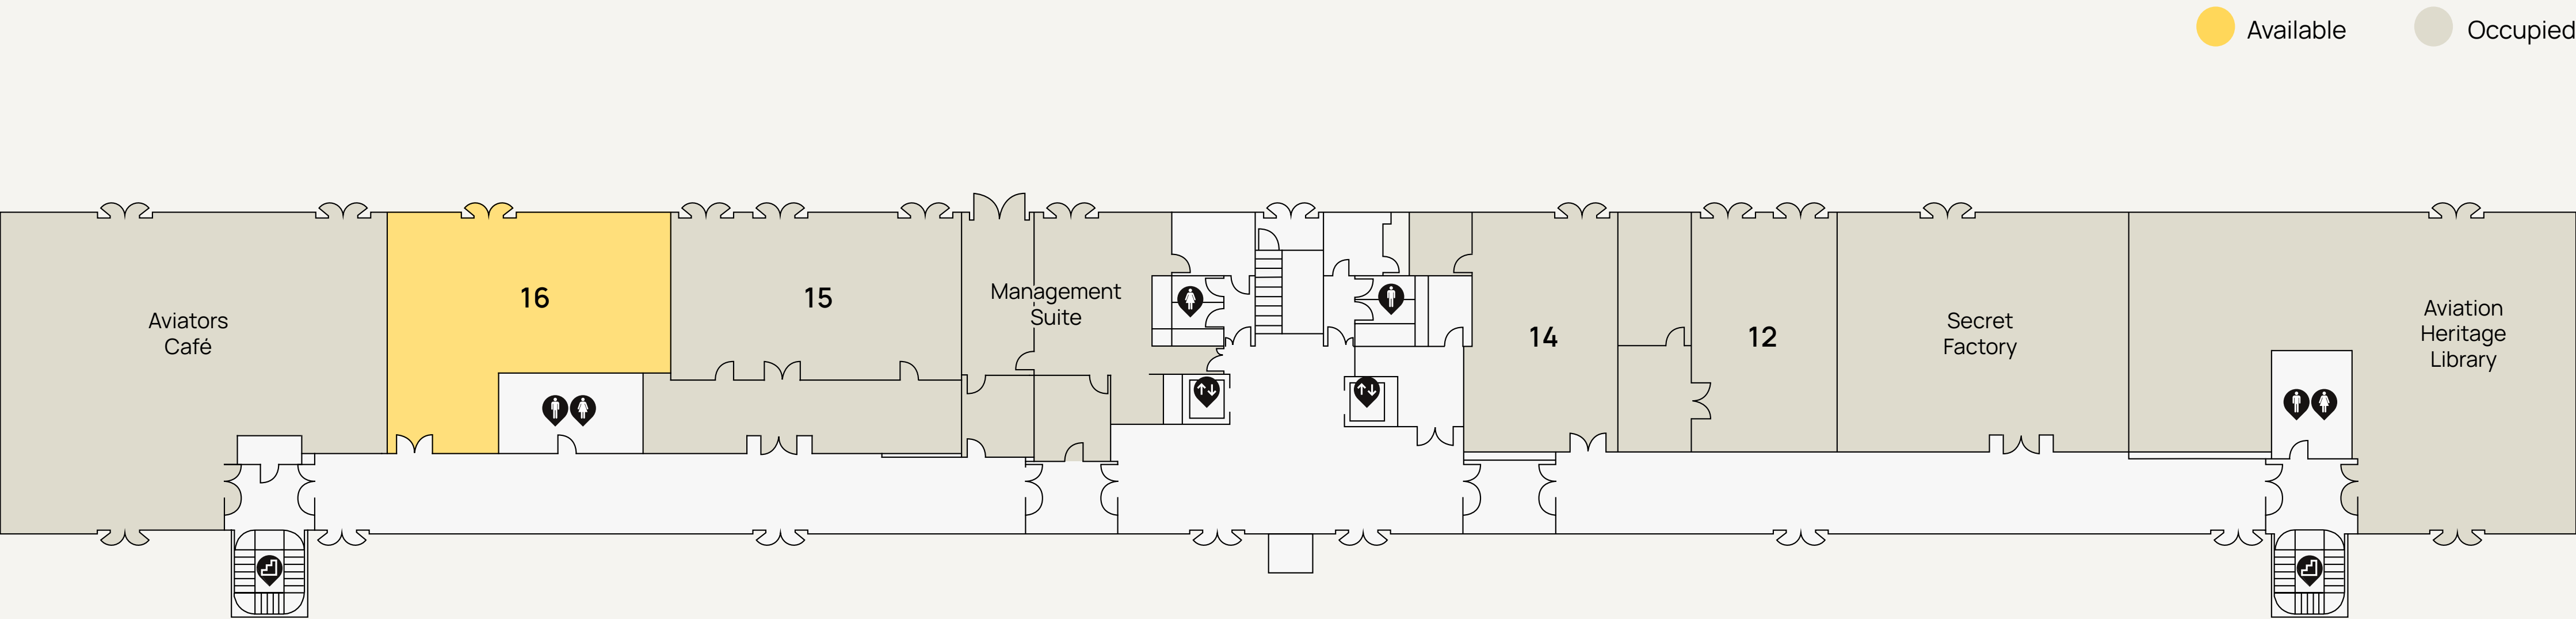 Available
Occupied
Aviators
Café
16
15
Management
Suite
14
12
Secret
Factory
Aviation
Heritage
Library